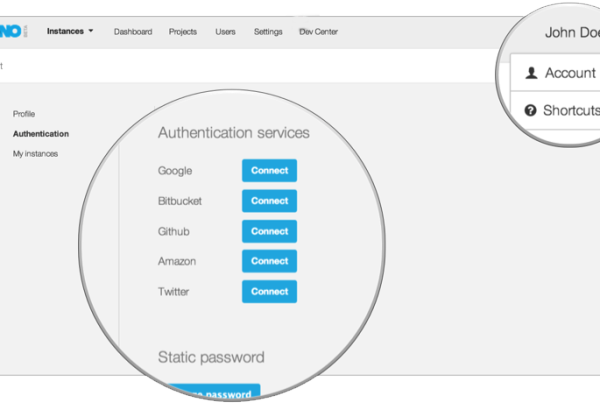 NO
Instances Dashboard Projects Users Settings Dev Center
John Doe
Account
Shortcuts
Profile
Authentication
My instances
Authentication services
Google Connect
Bitbucket Connect
Github Connect
Amazon Connect
Twitter Connect
Static password
password